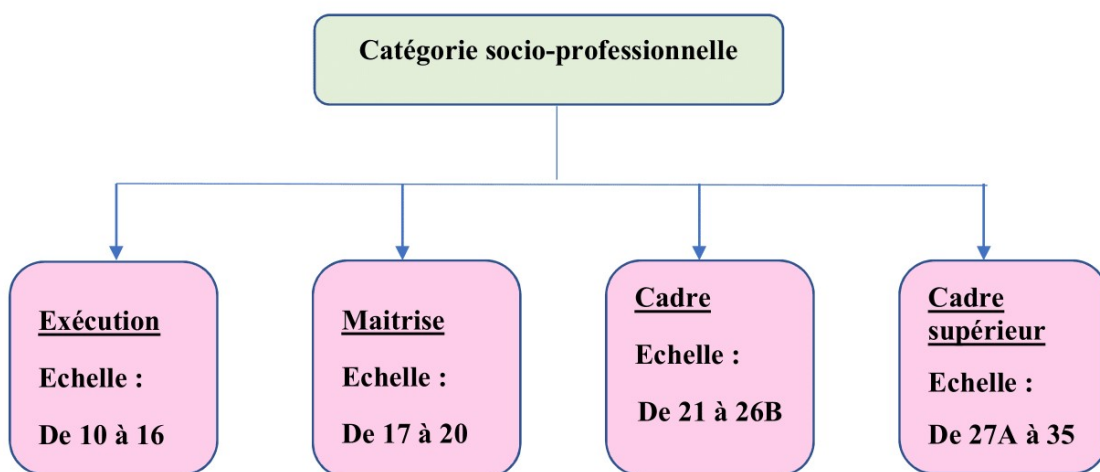 Catégorie socio-professionnelle
Exécution
Echelle :
De 10 à 16
Maitrise
Echelle :
De 17 à 20
Cadre
Echelle :
De 21 à 26B
Cadre
supérieur
Echelle :
De 27A à 35